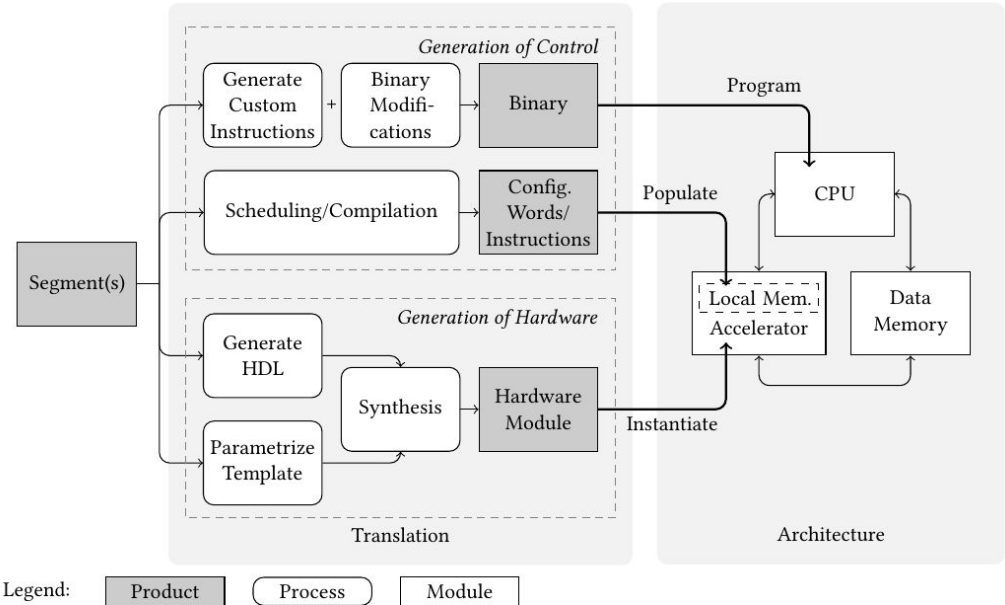 Generation of Control
Generate
Custom
Instructions
+
Binary
Modifi-
cations
Binary
Program
Scheduling/Compilation
Config.
Words/
Instructions
Populate
CPU
Segment(s)
Local Mem.
Accelerator
Data
Memory
Generation of Hardware
Generate
HDL
Synthesis
Hardware
Module
Instantiate
Parametrize
Template
Translation
Architecture
Legend:
Product
Process
Module